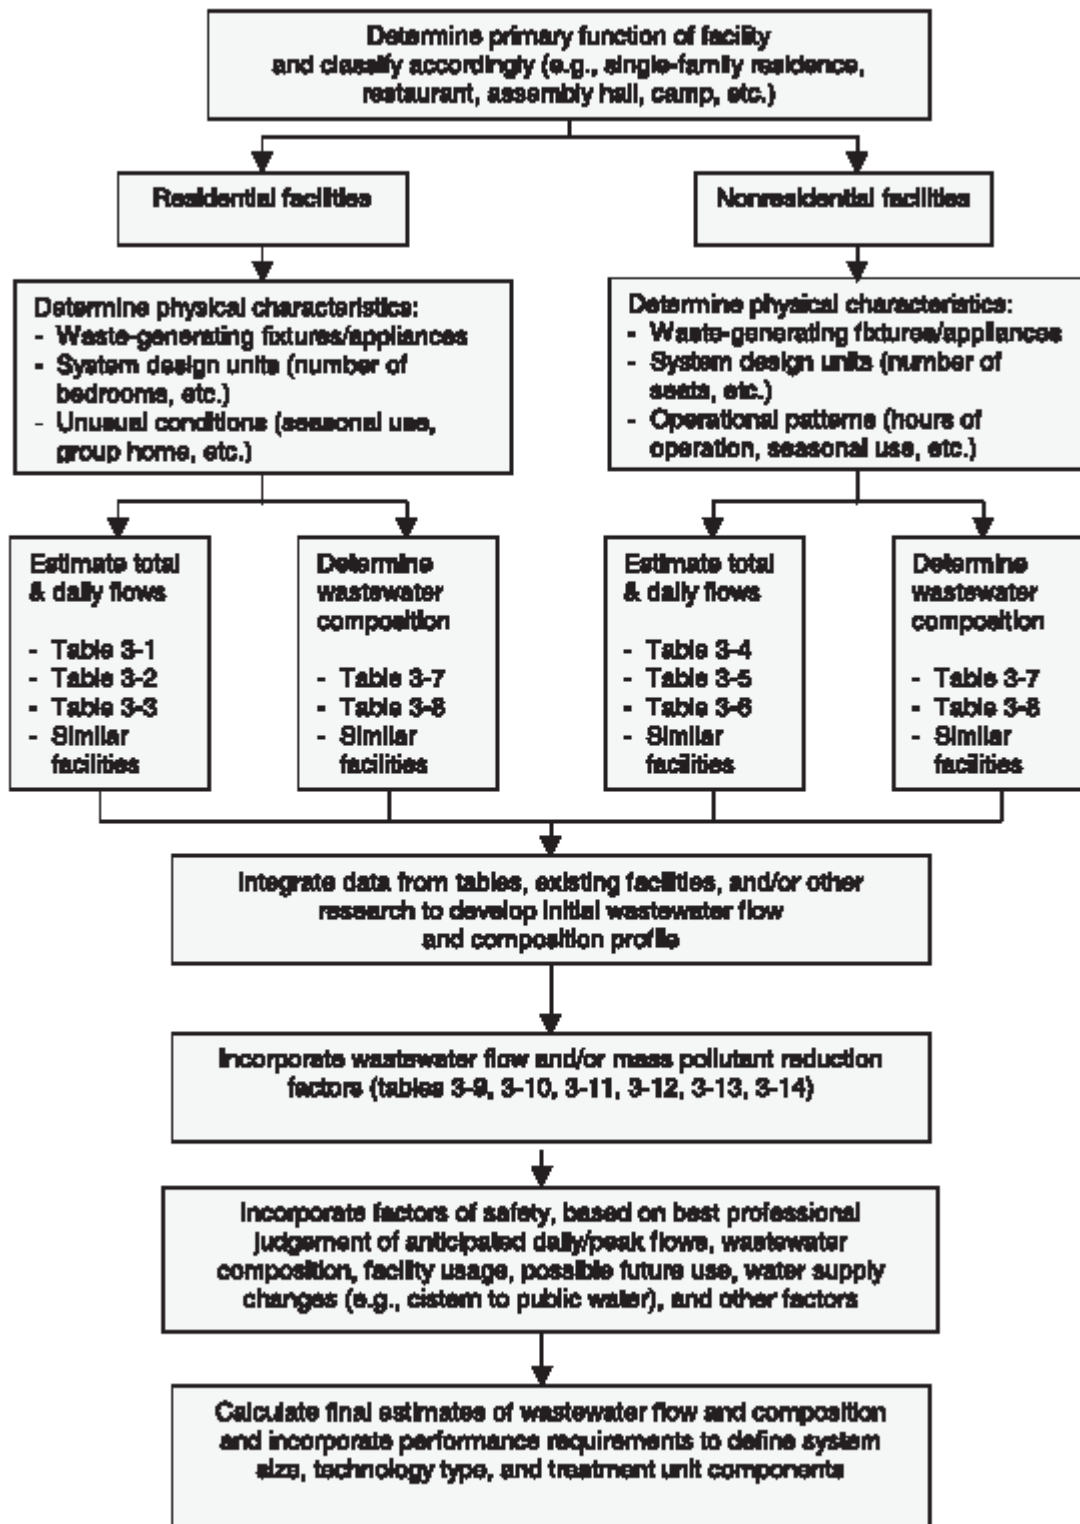 Determine primary function of facility
and classify accordingly (e.g., single-family residence,
restaurant, assembly hall, camp, etc.)
Residential facilities
Nonresidential facilities
Determine physical characteristics:
- Waste-generating fixtures/appliances
- System design units (number of
bedrooms, etc.)
- Unusual conditions (seasonal use,
group home, etc.)
Determine physical characteristics:
- Waste-generating fixtures/appliances
- System design units (number of
seats, etc.)
- Operational patterns (hours of
operation, seasonal use, etc.)
Estimate total
& daily flows
- Table 3-1
- Table 3-2
- Table 3-3
- Similar
facilities
Determine
wastewater
composition
- Table 3-7
- Table 3-8
- Similar
facilities
Estimate total
& daily flows
- Table 3-4
- Table 3-5
- Table 3-6
- Similar
facilities
Determine
wastewater
composition
- Table 3-7
- Table 3-8
- Similar
facilities
Integrate data from tables, existing facilities, and/or other
research to develop initial wastewater flow
and composition profile
Incorporate wastewater flow and/or mass pollutant reduction
factors (tables 3-9, 3-10, 3-11, 3-12, 3-13, 3-14)
Incorporate factors of safety, based on best professional
judgement of anticipated daily/peak flows, wastewater
composition, facility usage, possible future use, water supply
changes (e.g., cistern to public water), and other factors
Calculate final estimates of wastewater flow and composition
and incorporate performance requirements to define system
size, technology type, and treatment unit components